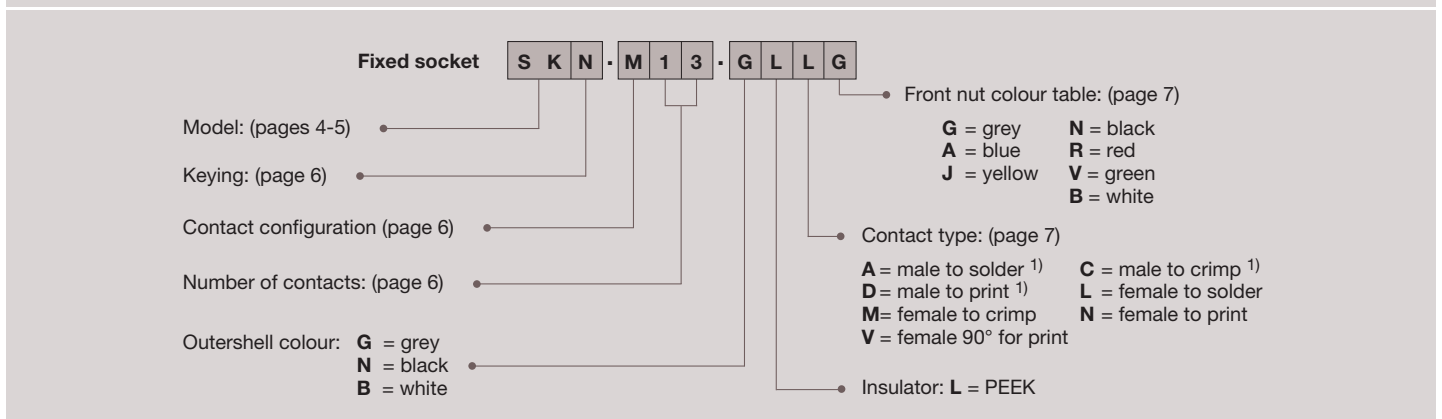 Fixed socket S K N . M 1 3 . G L L G
Front nut colour table: (page 7)
G = grey N = black
A = blue R = red
J = yellow V = green
B = white
Model: (pages 4-5)
Keying: (page 6)
Contact configuration (page 6)
Number of contacts: (page 6)
Contact type: (page 7)
A = male to solder 1) C = male to crimp 1)
D = male to print 1) L = female to solder
M= female to crimp N = female to print
V = female 90° for print
Outershell colour: G = grey
N = black
B = white
Insulator: L = PEEK